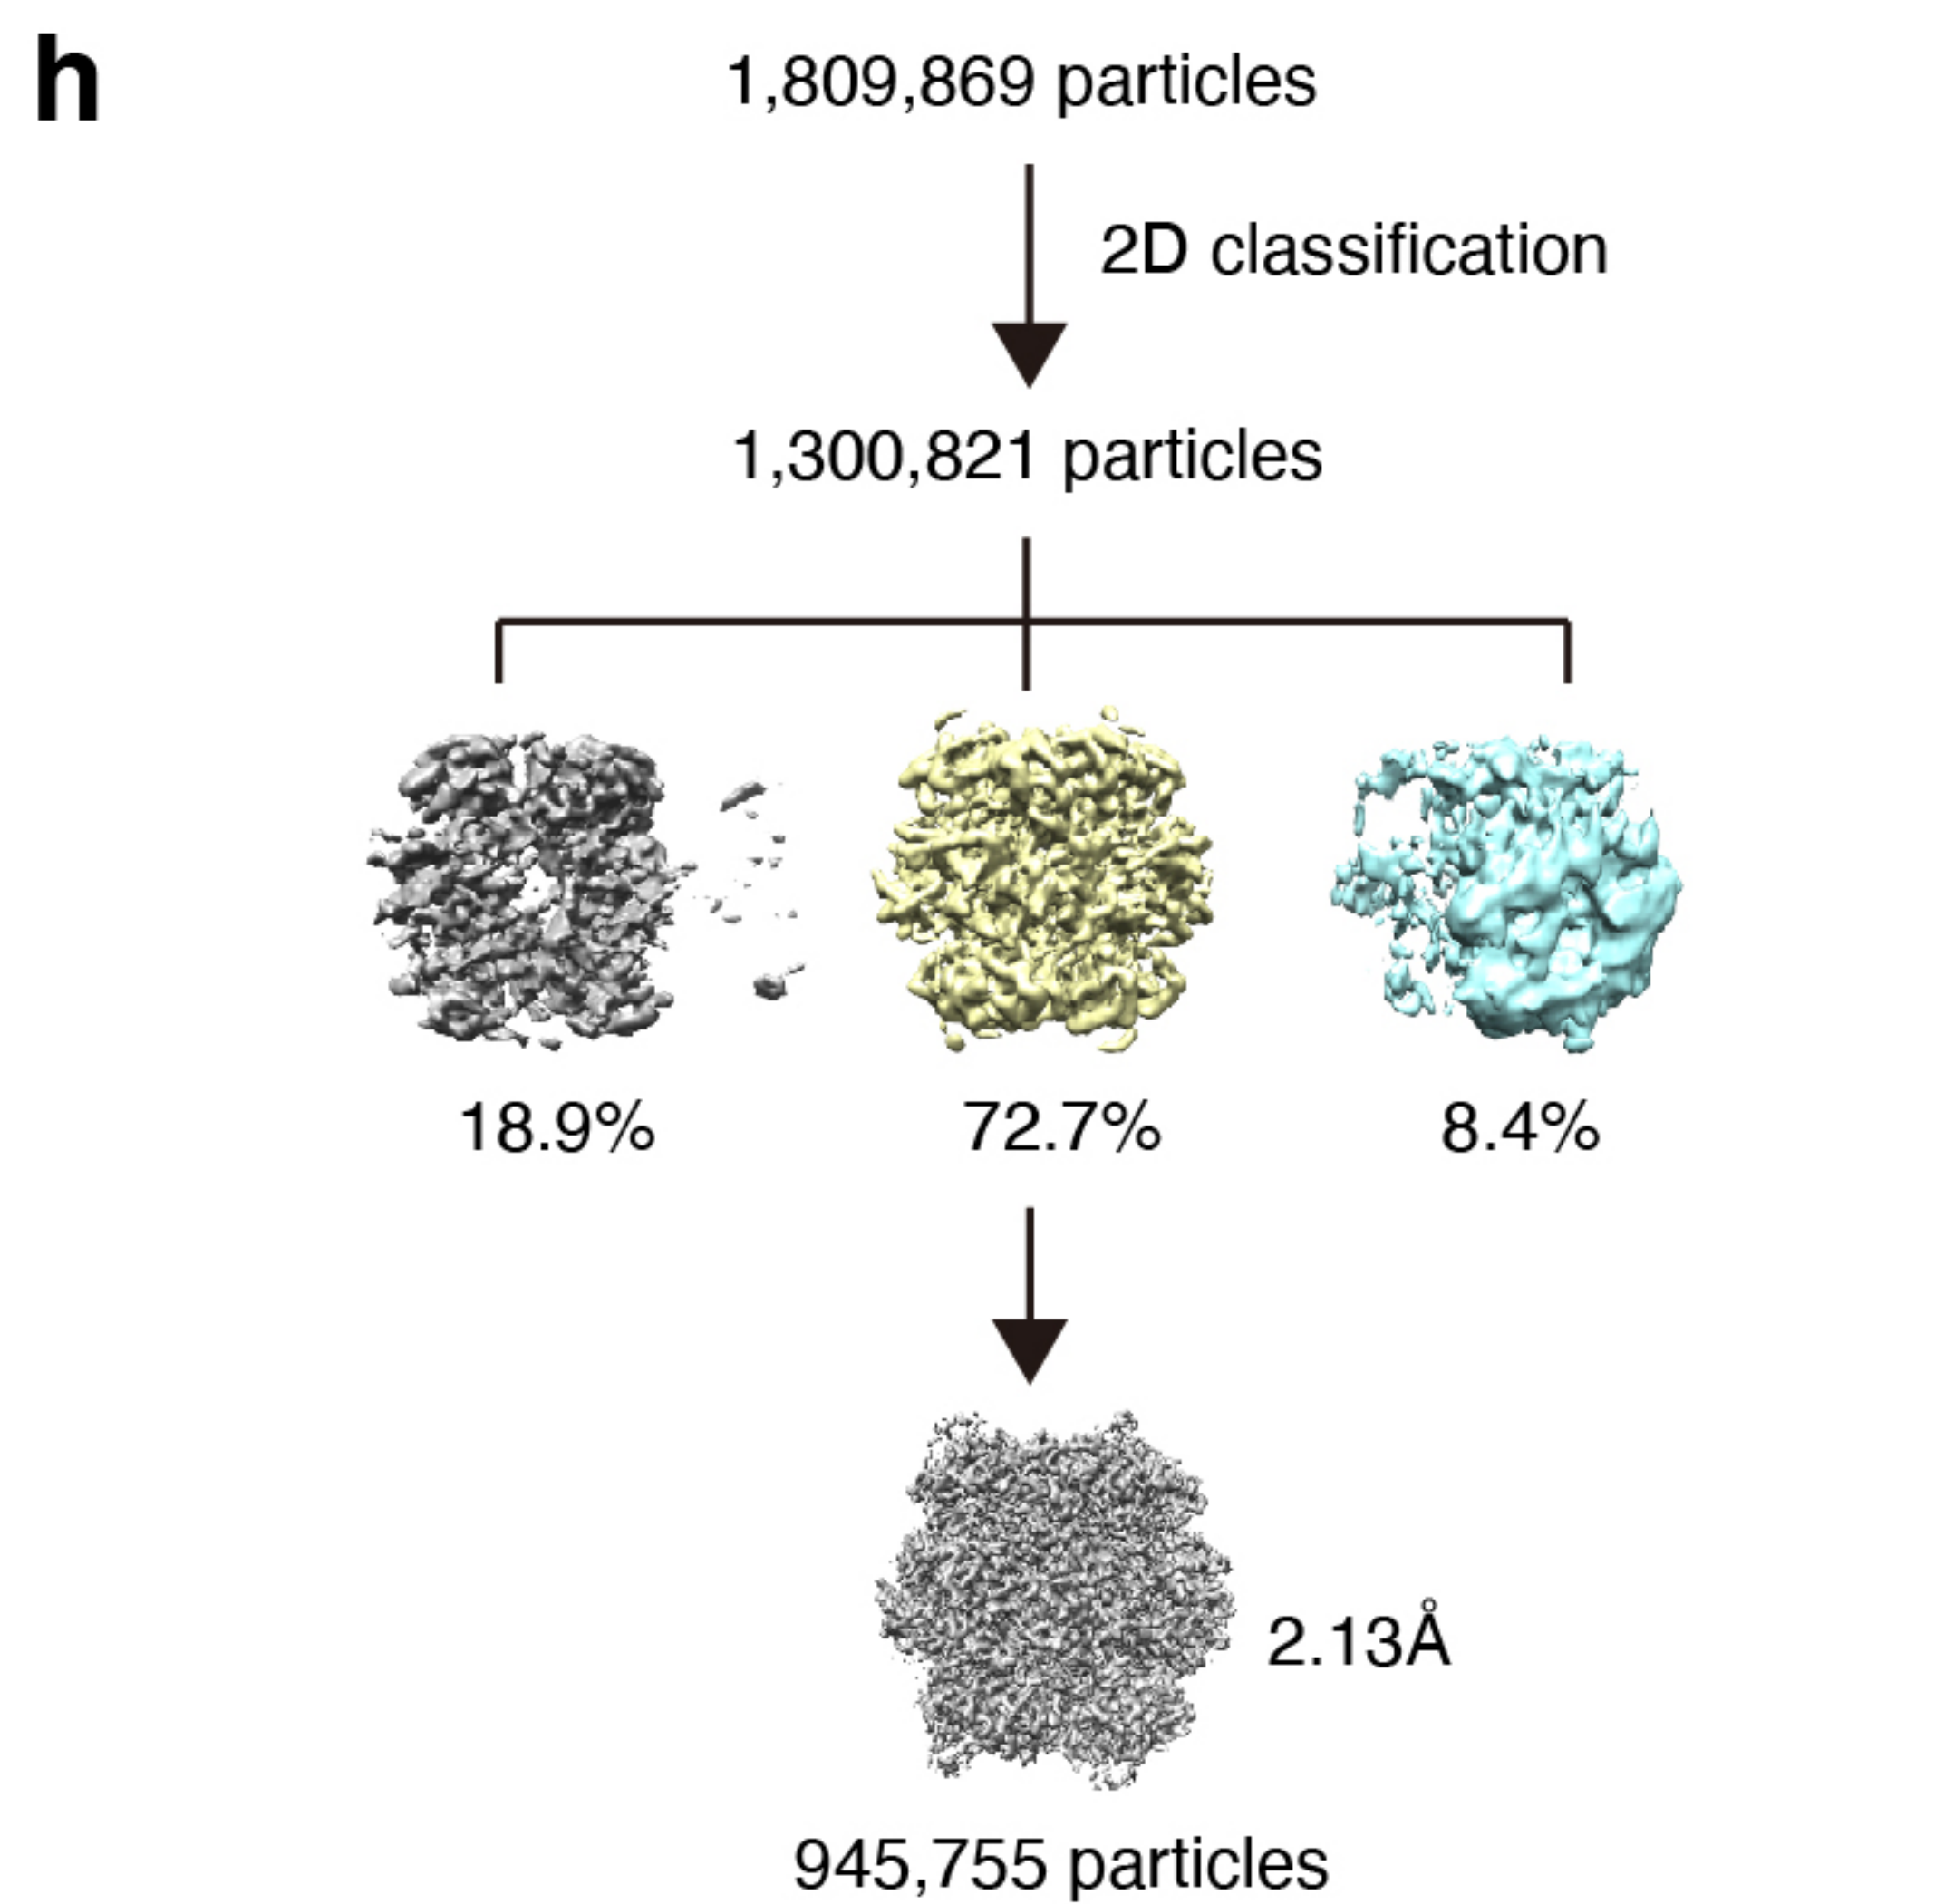 h
1,809,869 particles
2D classification
1,300,821 particles
18.9%
72.7%
8.4%
2.13Å
945,755 particles